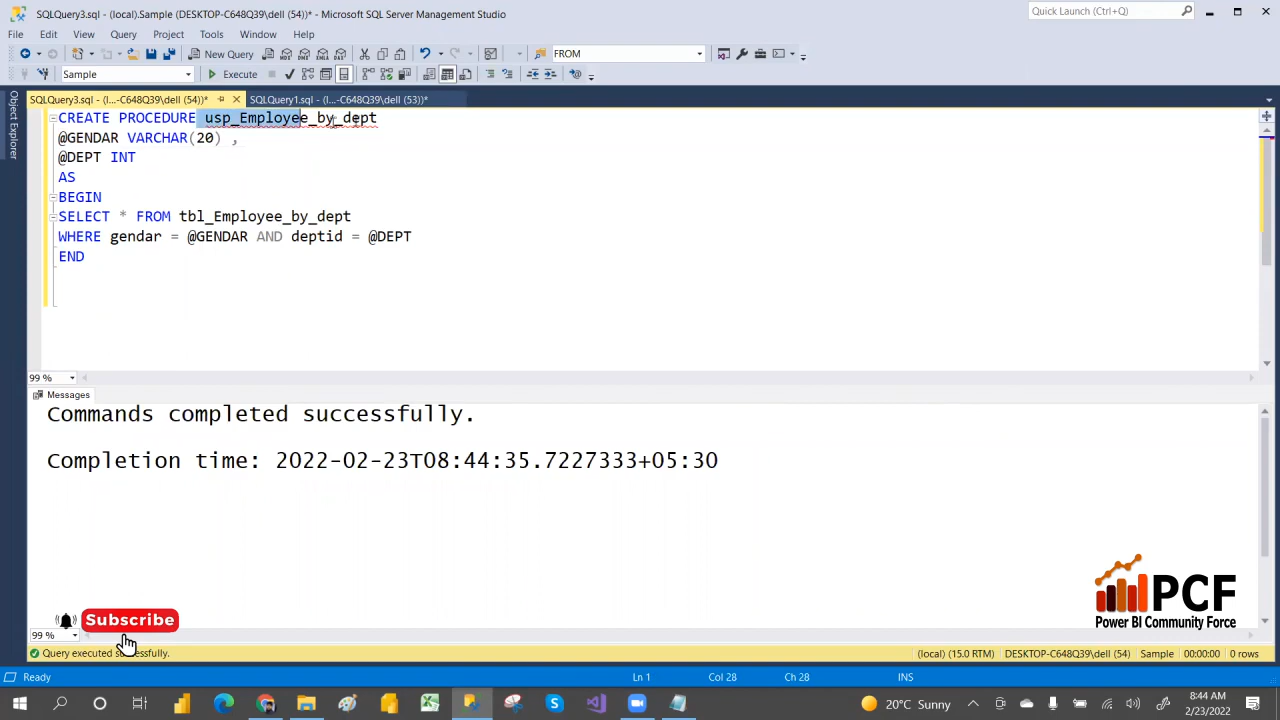 SQLQuery3.sql - (local).Sample (DESKTOP-C648Q39\dell (54))* - Microsoft SQL Server Management Studio
Quick Launch (Ctrl+Q)
File Edit View Query Project Tools Window Help
New Query
FROM
Sample
Execute
Object Explorer
SQLQuery3.sql - (l...-C648Q39\dell (54))*
SQLQuery1.sql - (l...-C648Q39\dell (53))*
CREATE PROCEDURE usp_Employee_by_dept
@GENDAR VARCHAR(20) ,
@DEPT INT
AS
BEGIN
SELECT * FROM tbl_Employee_by_dept
WHERE gendar = @GENDAR AND deptid = @DEPT
END
99 %
Messages
Commands completed successfully.
Completion time: 2022-02-23T08:44:35.7227333+05:30
PCF
Power BI Community Force
Subscribe
99 %
Query executed successfully.
(local) (15.0 RTM) DESKTOP-C648Q39\dell (54) Sample 00:00:00 0 rows
Ready
Ln 1 Col 28 Ch 28 INS
20°C Sunny
8:44 AM
2/23/2022